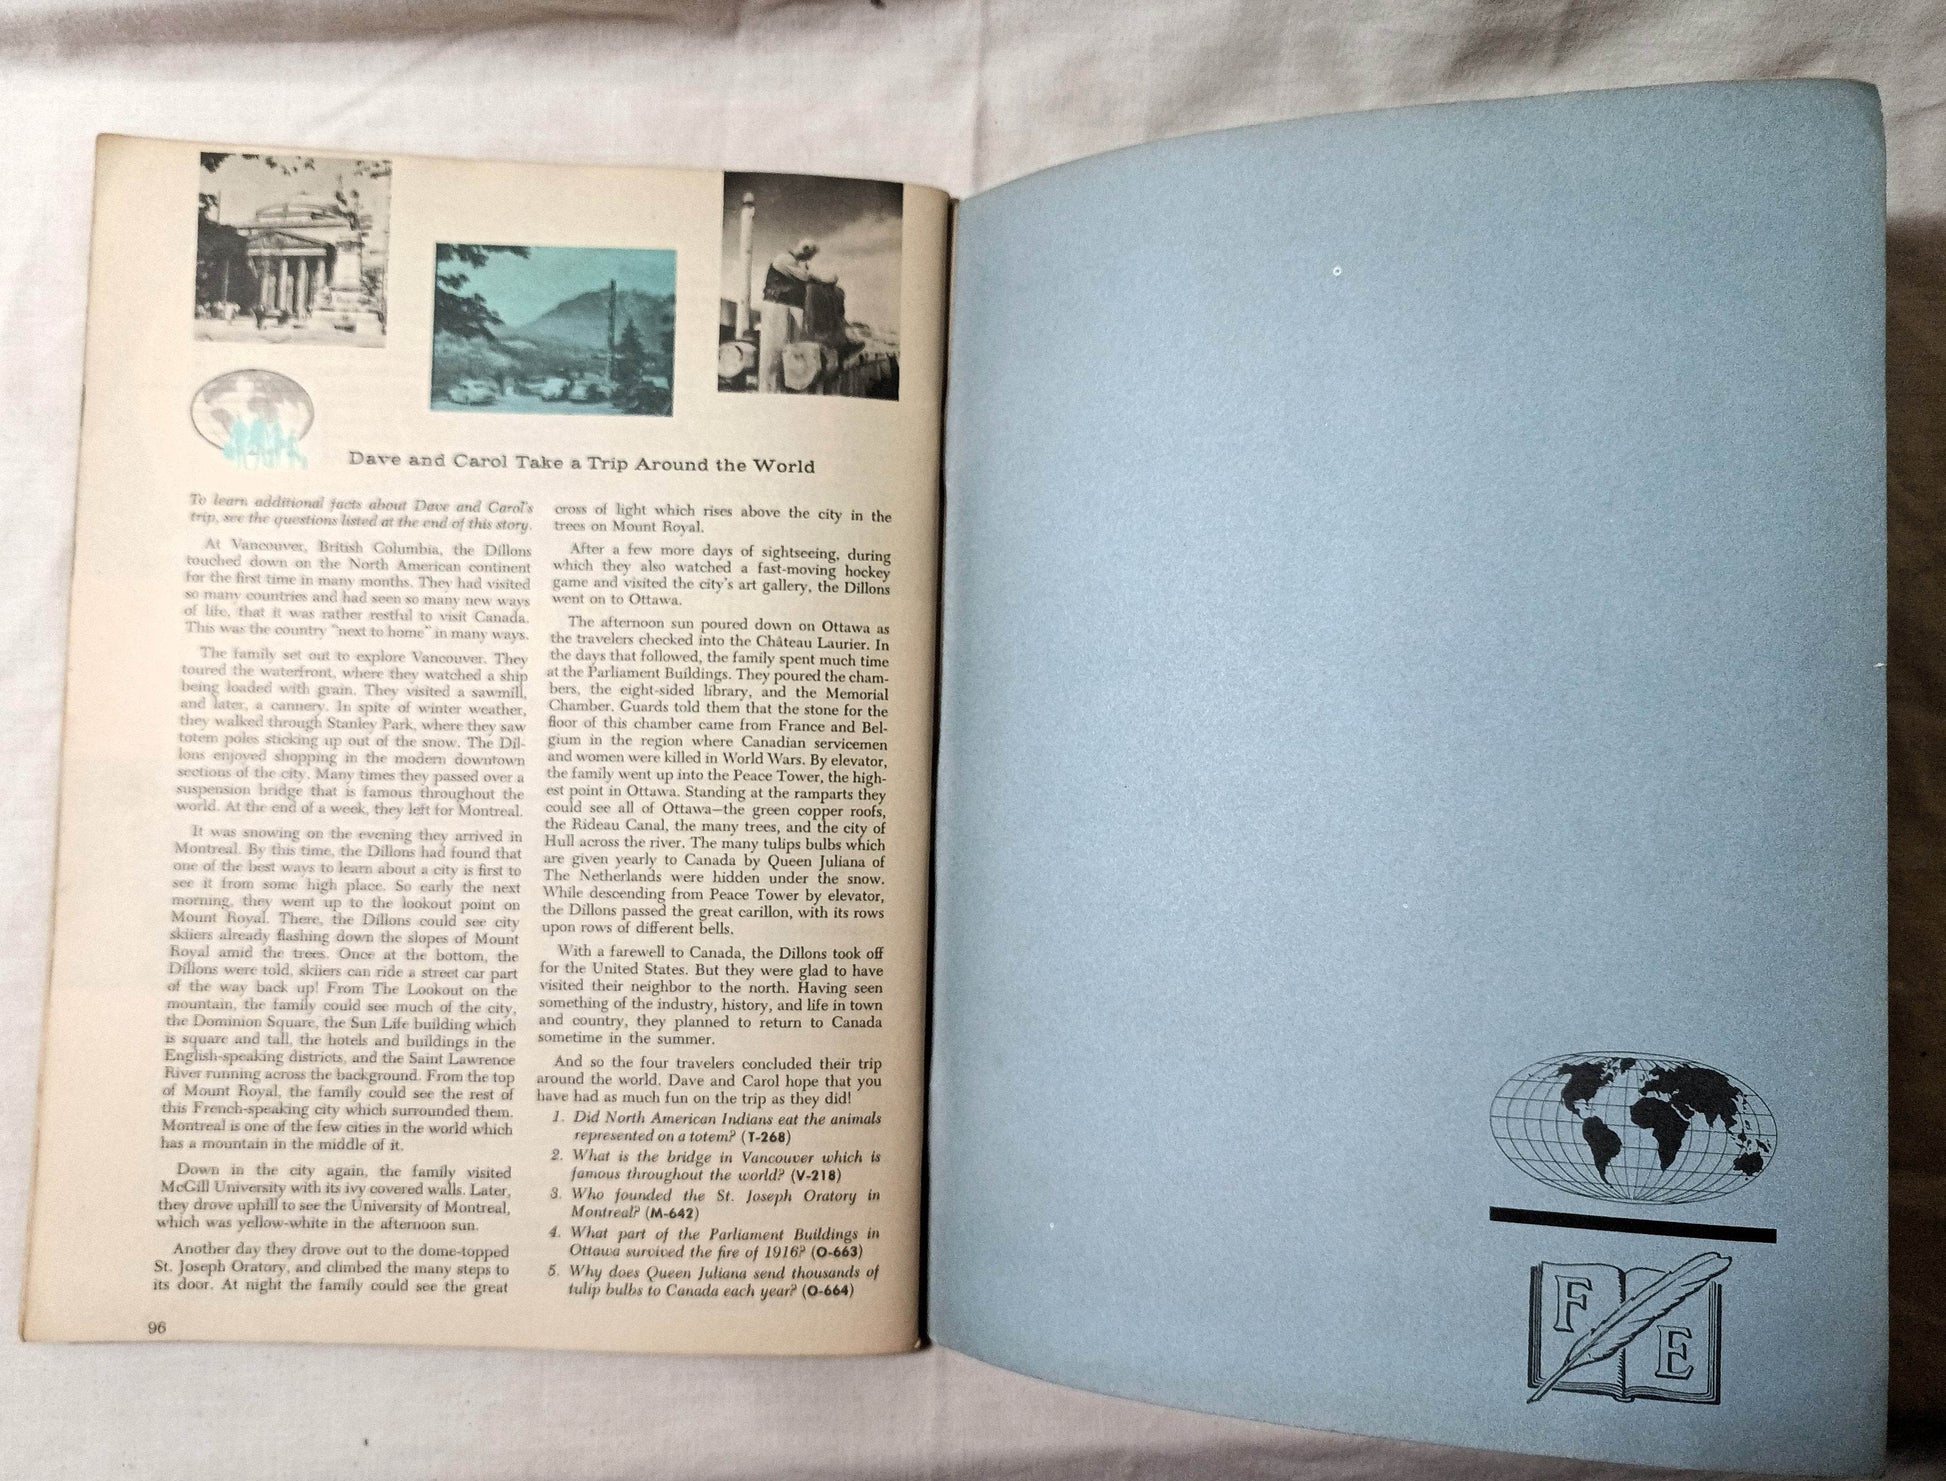 Dave and Carol Take a Trip Around the World
To learn additional facts about Dave and Carol's
trip, see the questions listed at the end of this story.
At Vancouver, British Columbia, the Dillons
touched down on the North American continent
for the first time in many months. They had visited
so many countries and had seen so many new ways
of life, that it was rather restful to visit Canada.
This was the country "next to home" in many ways.
The family set out to explore Vancouver. They
toured the waterfront, where they watched a ship
being loaded with grain. They visited a sawmill,
and later, a cannery. In spite of winter weather,
they walked through Stanley Park, where they saw
totem poles sticking up out of the snow. The Dil-
lons enjoyed shopping in the modern downtown
sections of the city. Many times they passed over a
suspension bridge that is famous throughout the
world. At the end of a week, they left for Montreal.
It was snowing on the evening they arrived in
Montreal. By this time, the Dillons had found that
one of the best ways to learn about a city is first to
see it from some high place. So early the next
morning, they went up to the lookout point on
Mount Royal. There, the Dillons could see city
skiiers already flashing down the slopes of Mount
Royal amid the trees. Once at the bottom, the
Dillons were told, skiiers can ride a street car part
of the way back up! From The Lookout on the
mountain, the family could see much of the city,
the Dominion Square, the Sun Life building which
is square and tall, the hotels and buildings in the
English-speaking districts, and the Saint Lawrence
River running across the background. From the top
of Mount Royal, the family could see the rest of
this French-speaking city which surrounded them.
Montreal is one of the few cities in the world which
has a mountain in the middle of it.
Down in the city again, the family visited
McGill University with its ivy covered walls. Later,
they drove uphill to see the University of Montreal,
which was yellow-white in the afternoon sun.
Another day they drove out to the dome-topped
St. Joseph Oratory, and climbed the many steps to
its door. At night the family could see the great
cross of light which rises above the city in the
trees on Mount Royal.
After a few more days of sightseeing, during
which they also watched a fast-moving hockey
game and visited the city's art gallery, the Dillons
went on to Ottawa.
The afternoon sun poured down on Ottawa as
the travelers checked into the Château Laurier. In
the days that followed, the family spent much time
at the Parliament Buildings. They poured the cham-
bers, the eight-sided library, and the Memorial
Chamber. Guards told them that the stone for the
floor of this chamber came from France and Bel-
gium in the region where Canadian servicemen
and women were killed in World Wars. By elevator,
the family went up into the Peace Tower, the high-
est point in Ottawa. Standing at the ramparts they
could see all of Ottawa—the green copper roofs,
the Rideau Canal, the many trees, and the city of
Hull across the river. The many tulips bulbs which
are given yearly to Canada by Queen Juliana of
The Netherlands were hidden under the snow.
While descending from Peace Tower by elevator,
the Dillons passed the great carillon, with its rows
upon rows of different bells.
With a farewell to Canada, the Dillons took off
for the United States. But they were glad to have
visited their neighbor to the north. Having seen
something of the industry, history, and life in town
and country, they planned to return to Canada
sometime in the summer.
And so the four travelers concluded their trip
around the world. Dave and Carol hope that you
have had as much fun on the trip as they did!
1. Did North American Indians eat the animals
represented on a totem? (T-268)
2. What is the bridge in Vancouver which is
famous throughout the world? (V-218)
3. Who founded the St. Joseph Oratory in
Montreal? (M-642)
4. What part of the Parliament Buildings in
Ottawa survived the fire of 1916? (O-663)
5. Why does Queen Juliana send thousands of
tulip bulbs to Canada each year? (O-664)
96
F
E